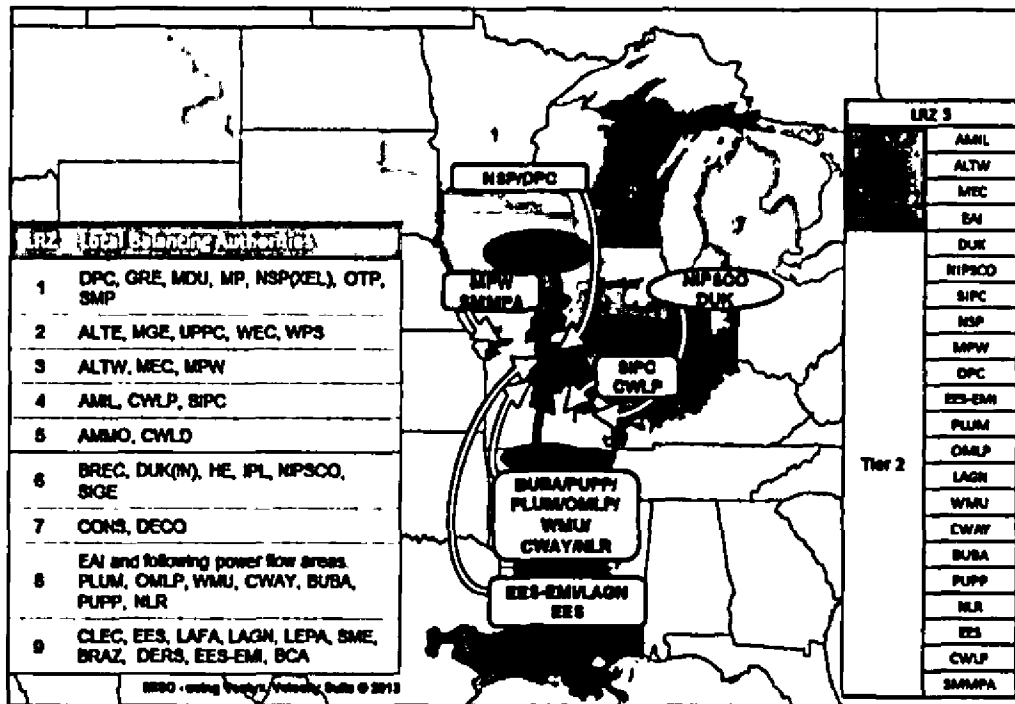 1
NSP/DPC
MPW
SMMPA
NIPSCO
DUK
SIPC
CWLP
BUBA/PUPP/
PLUM/OMLP/
WMU/
CWAY/NLR
EES-EMI/LAGN
EES
LRZ Local Balancing Authorities
1 DPC, GRE, MDU, MP, NSP(XEL), OTP,
SMP
2 ALTE, MGE, UPPC, WEC, WPS
3 ALTW, MEC, MPW
4 AMIL, CWLP, SIPC
5 AMMO, CWLD
6 BREC, DUK(IN), HE, IPL, NIPSCO,
SIGE
7 CONS, DECO
8 EAI and following power flow areas
PLUM, OMLP, WMU, CWAY, BUBA,
PUPP, NLR
9 CLEC, EES, LAFA, LAGN, LEPA, SME,
BRAZ, DERS, EES-EMI, BCA
MISO - using Ventyx, Velocity Suite © 2013
LRZ 5
AMIL
ALTW
MEC
EAI
Tier 2
DUK
NIPSCO
SIPC
NSP
MPW
DPC
EES-EMI
PLUM
OMLP
LAGN
WMU
CWAY
BUBA
PUPP
NLR
EES
CWLP
SMMPA